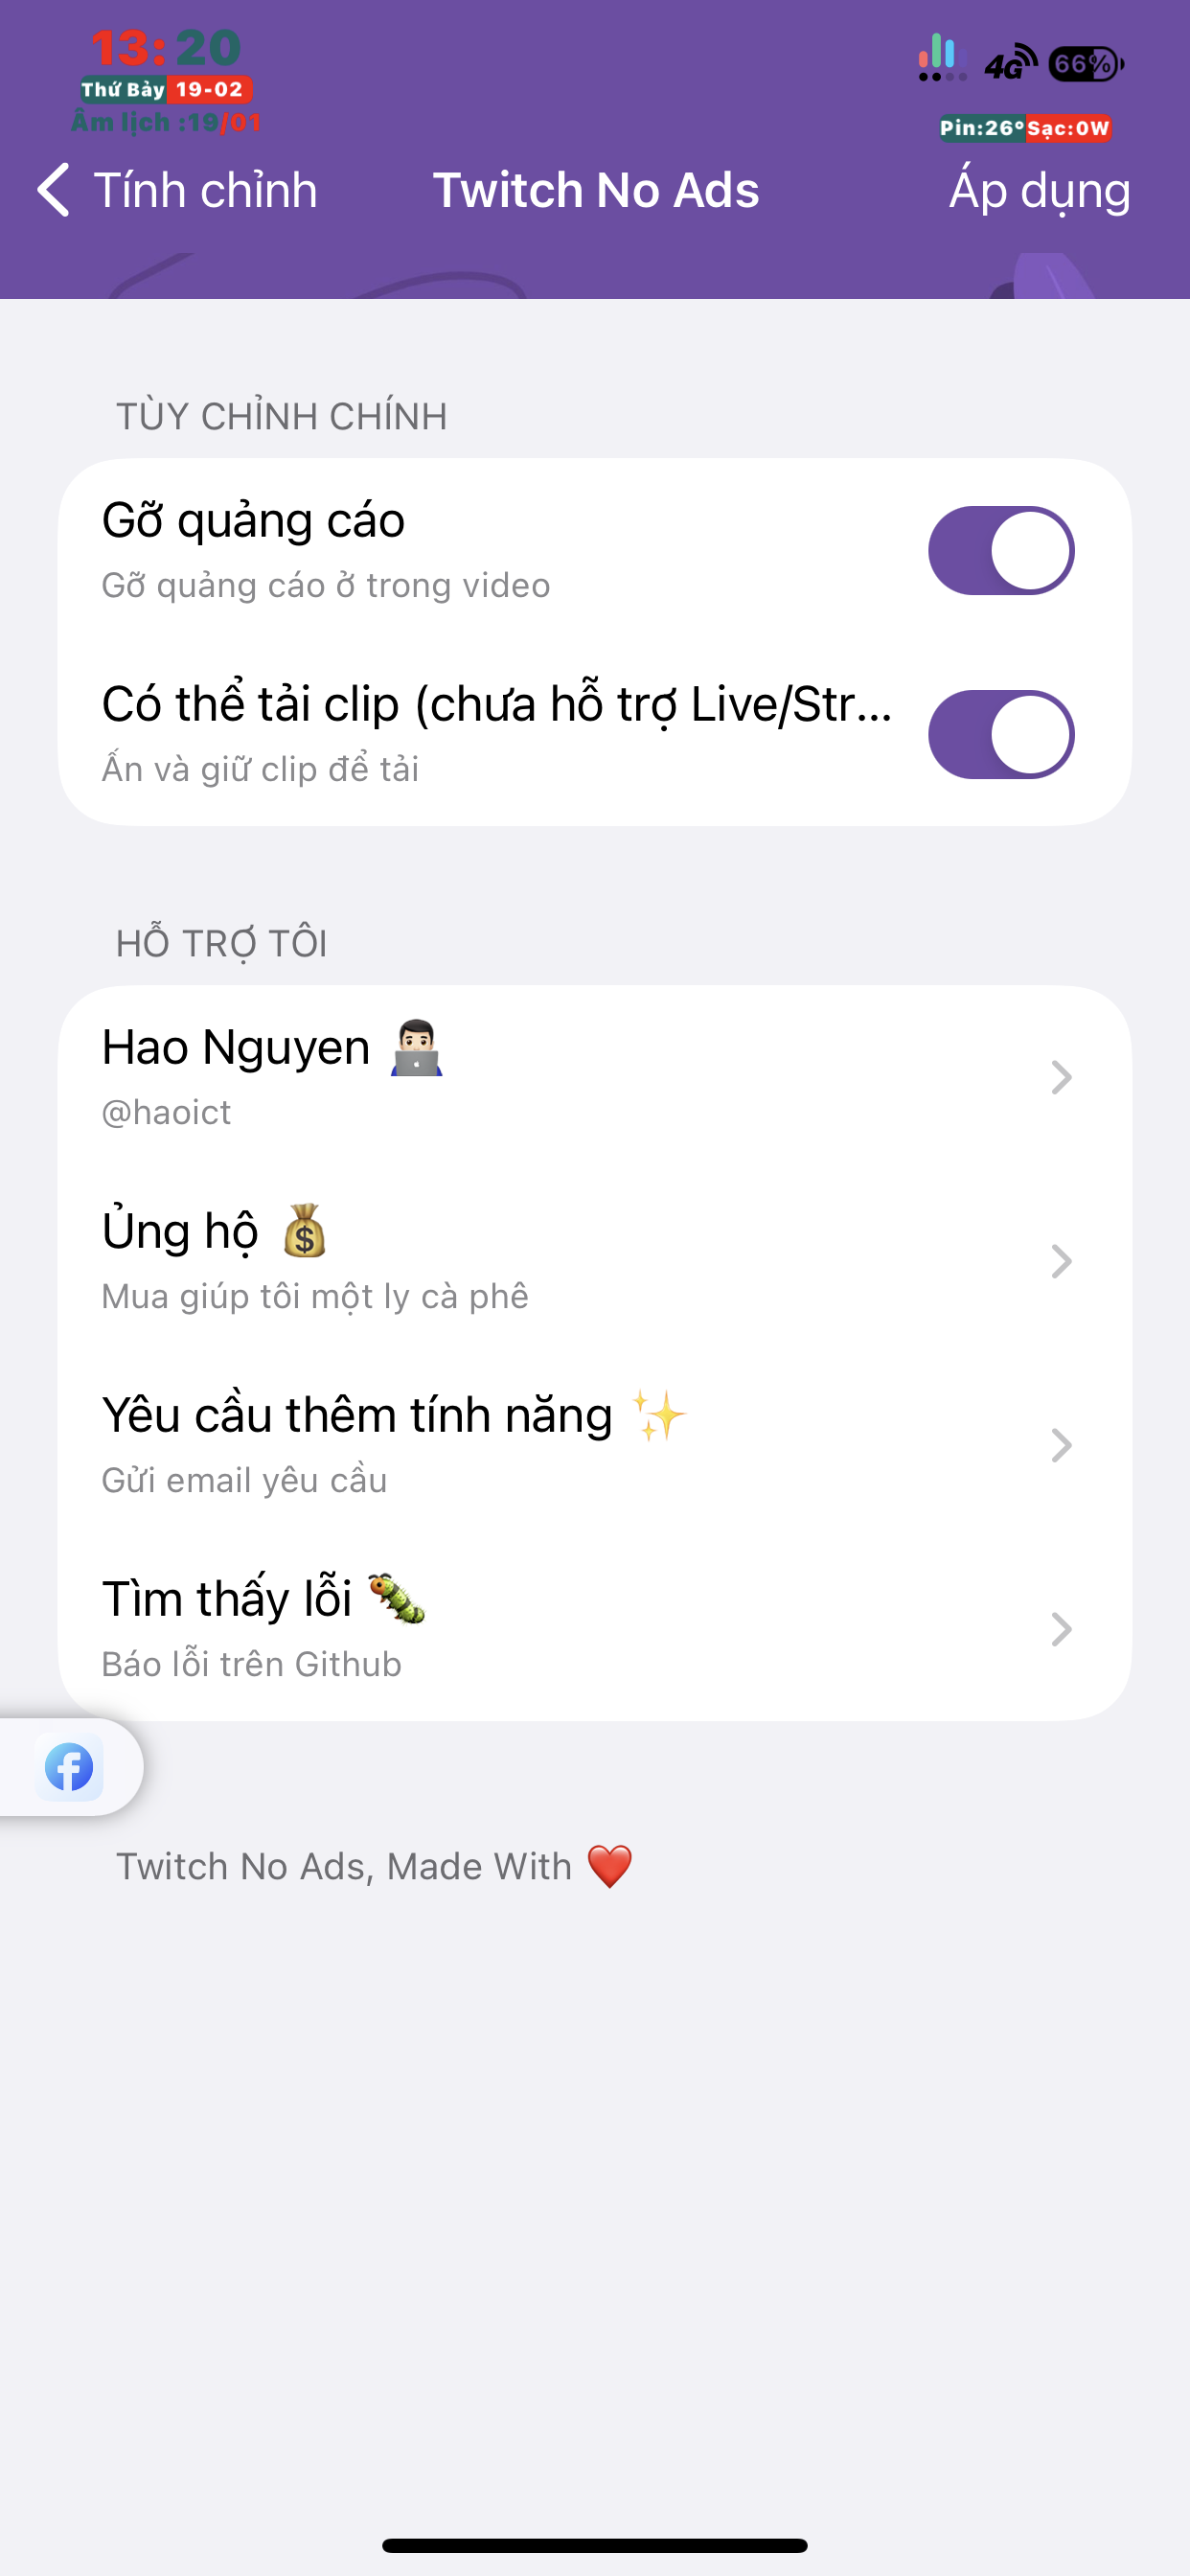 13:20
Thứ Bảy 19-02
Âm lịch :19/01
4G
66%
Pin:26° Sạc:0W
Tính chỉnh
Twitch No Ads
Áp dụng
TÙY CHỈNH CHÍNH
Gỡ quảng cáo
Gỡ quảng cáo ở trong video
Có thể tải clip (chưa hỗ trợ Live/Str...
Ấn và giữ clip để tải
HỖ TRỢ TÔI
Hao Nguyen 👨🏻‍💻
@haoict
Ủng hộ 💰
Mua giúp tôi một ly cà phê
Yêu cầu thêm tính năng ✨
Gửi email yêu cầu
Tìm thấy lỗi 🐛
Báo lỗi trên Github
Twitch No Ads, Made With ❤️